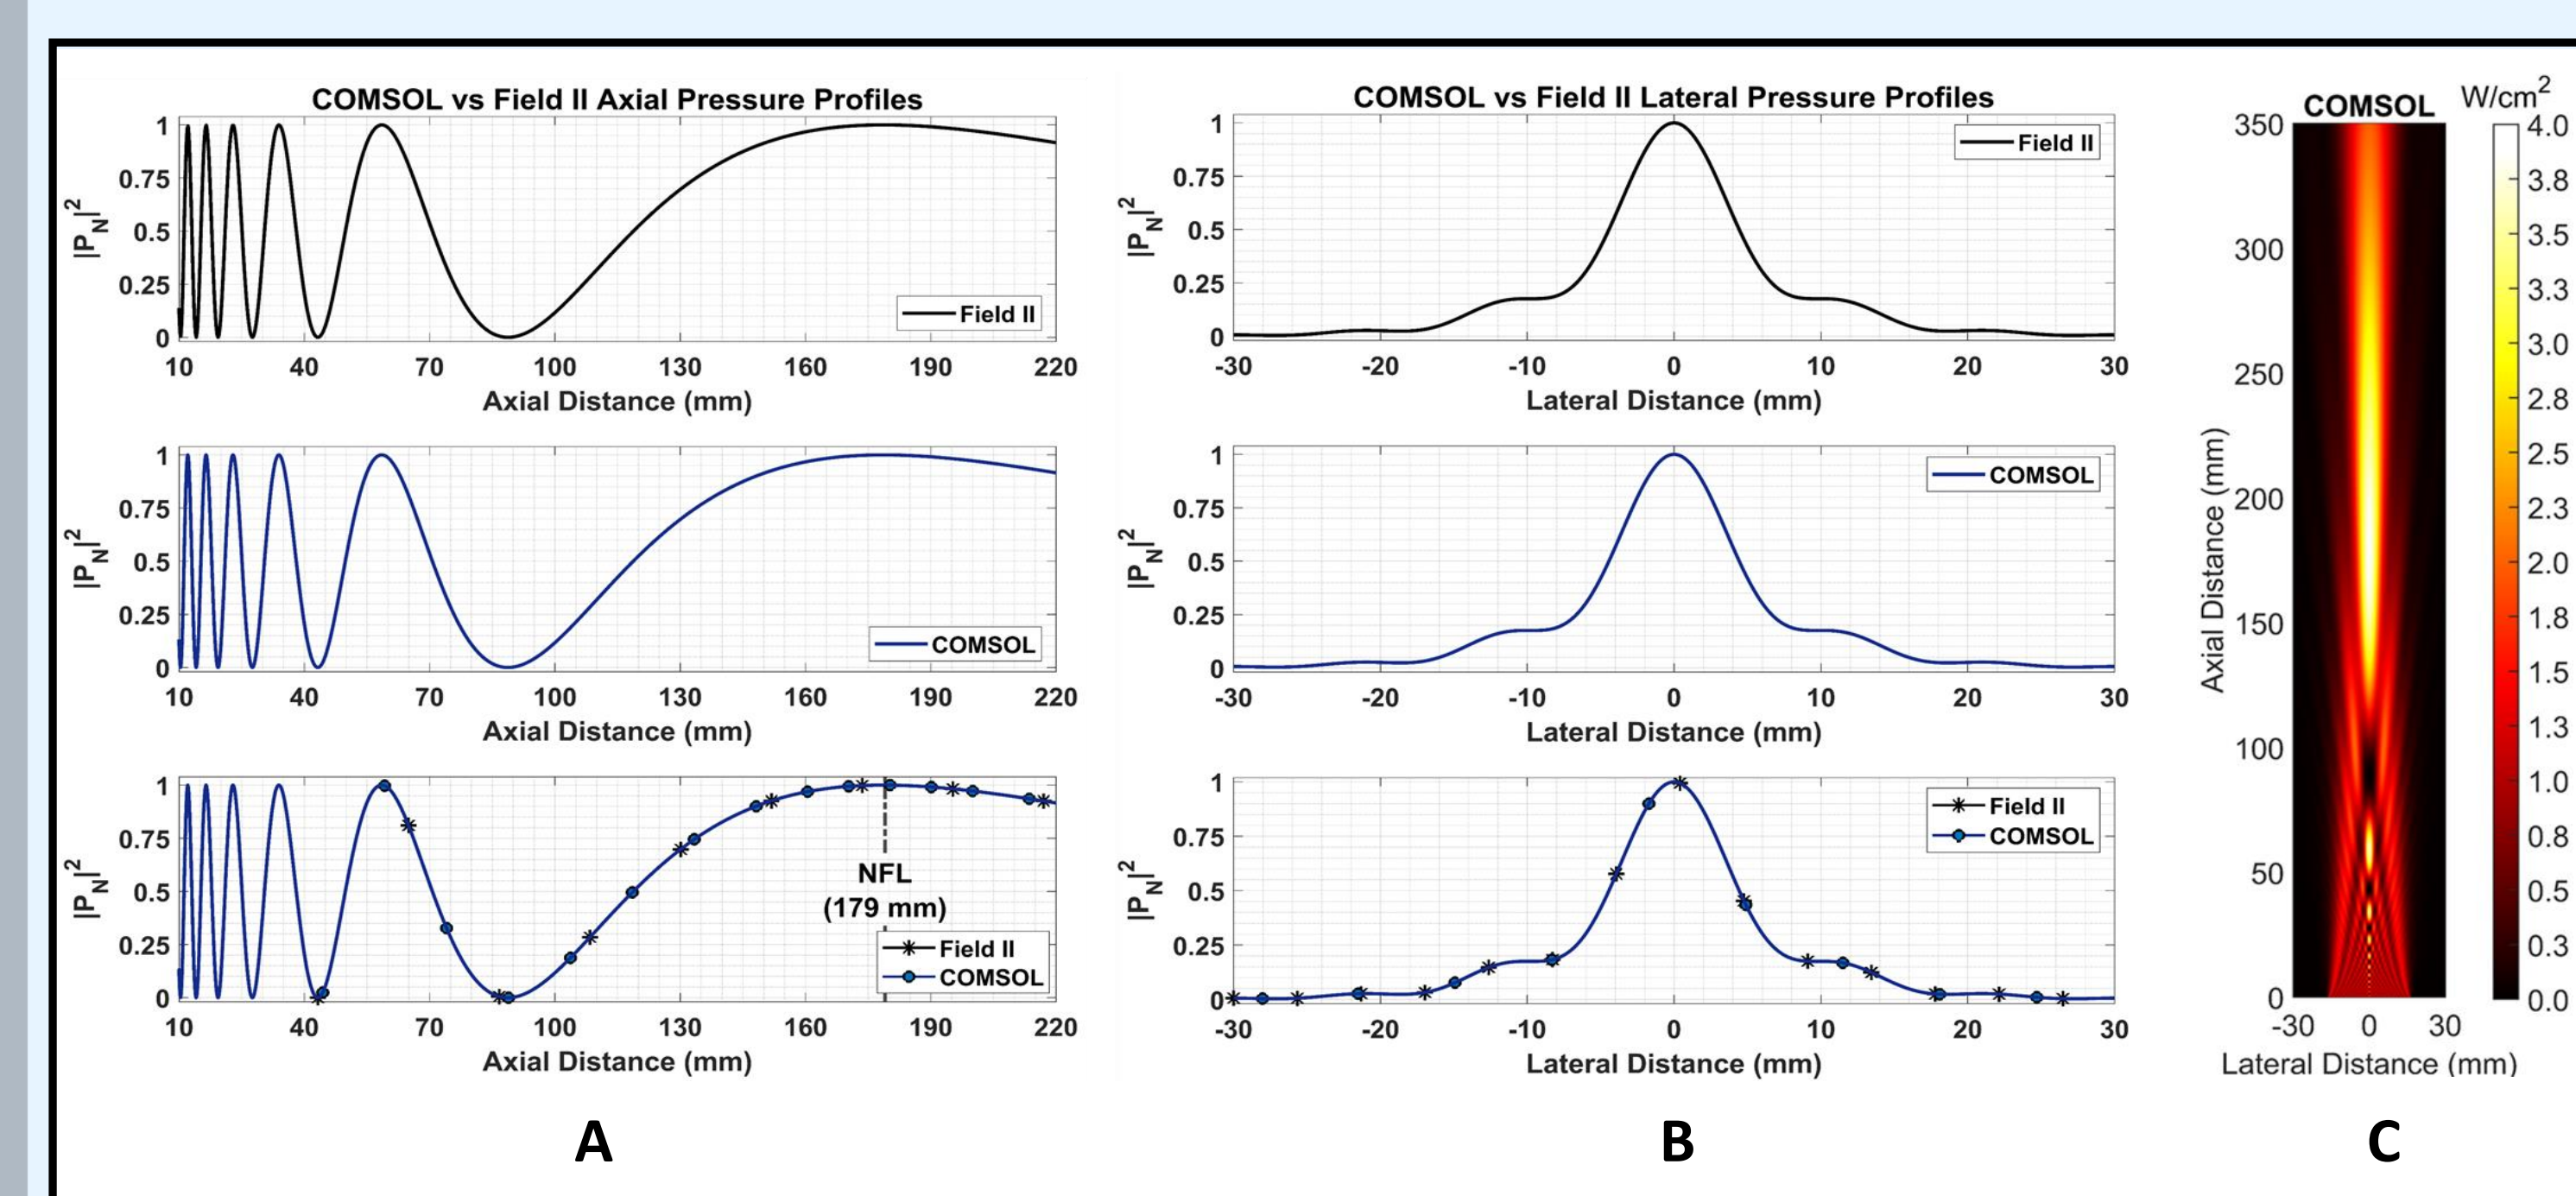 COMSOL vs Field II Axial Pressure Profiles
|P_N|^2
1
0.75
0.5
0.25
0
Field II
10 40 70 100 130 160 190 220
Axial Distance (mm)
|P_N|^2
1
0.75
0.5
0.25
0
COMSOL
10 40 70 100 130 160 190 220
Axial Distance (mm)
|P_N|^2
1
0.75
0.5
0.25
0
NFL
(179 mm)
Field II
COMSOL
10 40 70 100 130 160 190 220
Axial Distance (mm)
A
COMSOL vs Field II Lateral Pressure Profiles
|P_N|^2
1
0.75
0.5
0.25
0
Field II
-30 -20 -10 0 10 20 30
Lateral Distance (mm)
|P_N|^2
1
0.75
0.5
0.25
0
COMSOL
-30 -20 -10 0 10 20 30
Lateral Distance (mm)
|P_N|^2
1
0.75
0.5
0.25
0
Field II
COMSOL
-30 -20 -10 0 10 20 30
Lateral Distance (mm)
B
COMSOL
W/cm^2
Axial Distance (mm)
350
300
250
200
150
100
50
0
-30 0 30
Lateral Distance (mm)
4.0
3.8
3.5
3.3
3.0
2.8
2.5
2.3
2.0
1.8
1.5
1.3
1.0
0.8
0.5
0.3
0.0
C